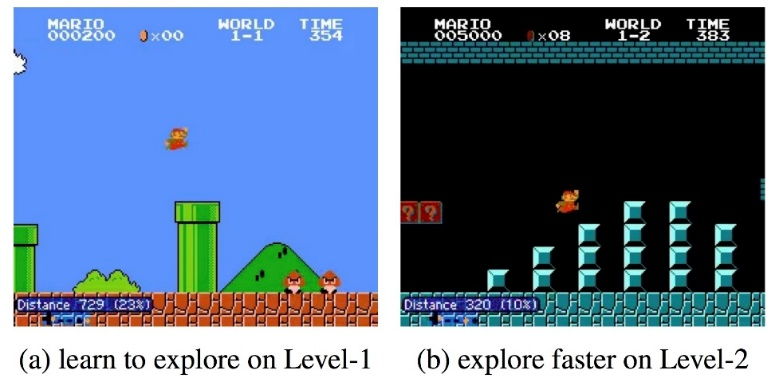 MARIO WORLD TIME
000200 ×00 1-1 354
Distance 729 (23%)
(a) learn to explore on Level-1
MARIO WORLD TIME
005000 ×08 1-2 383
? ?
Distance 320 (10%)
(b) explore faster on Level-2